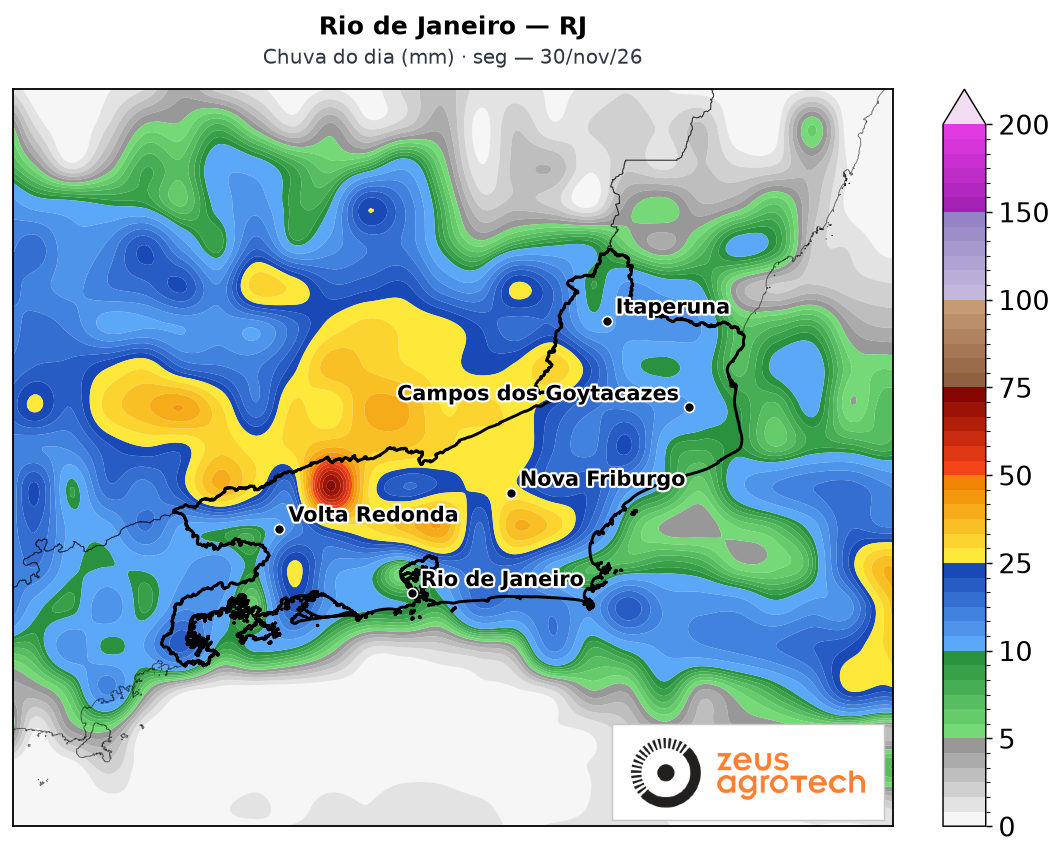 Rio de Janeiro — RJ
Chuva do dia (mm) · seg — 30/nov/26
200
150
100
75
50
25
10
5
0
Itaperuna
Campos dos Goytacazes
Nova Friburgo
Volta Redonda
Rio de Janeiro
zeus
agrotech